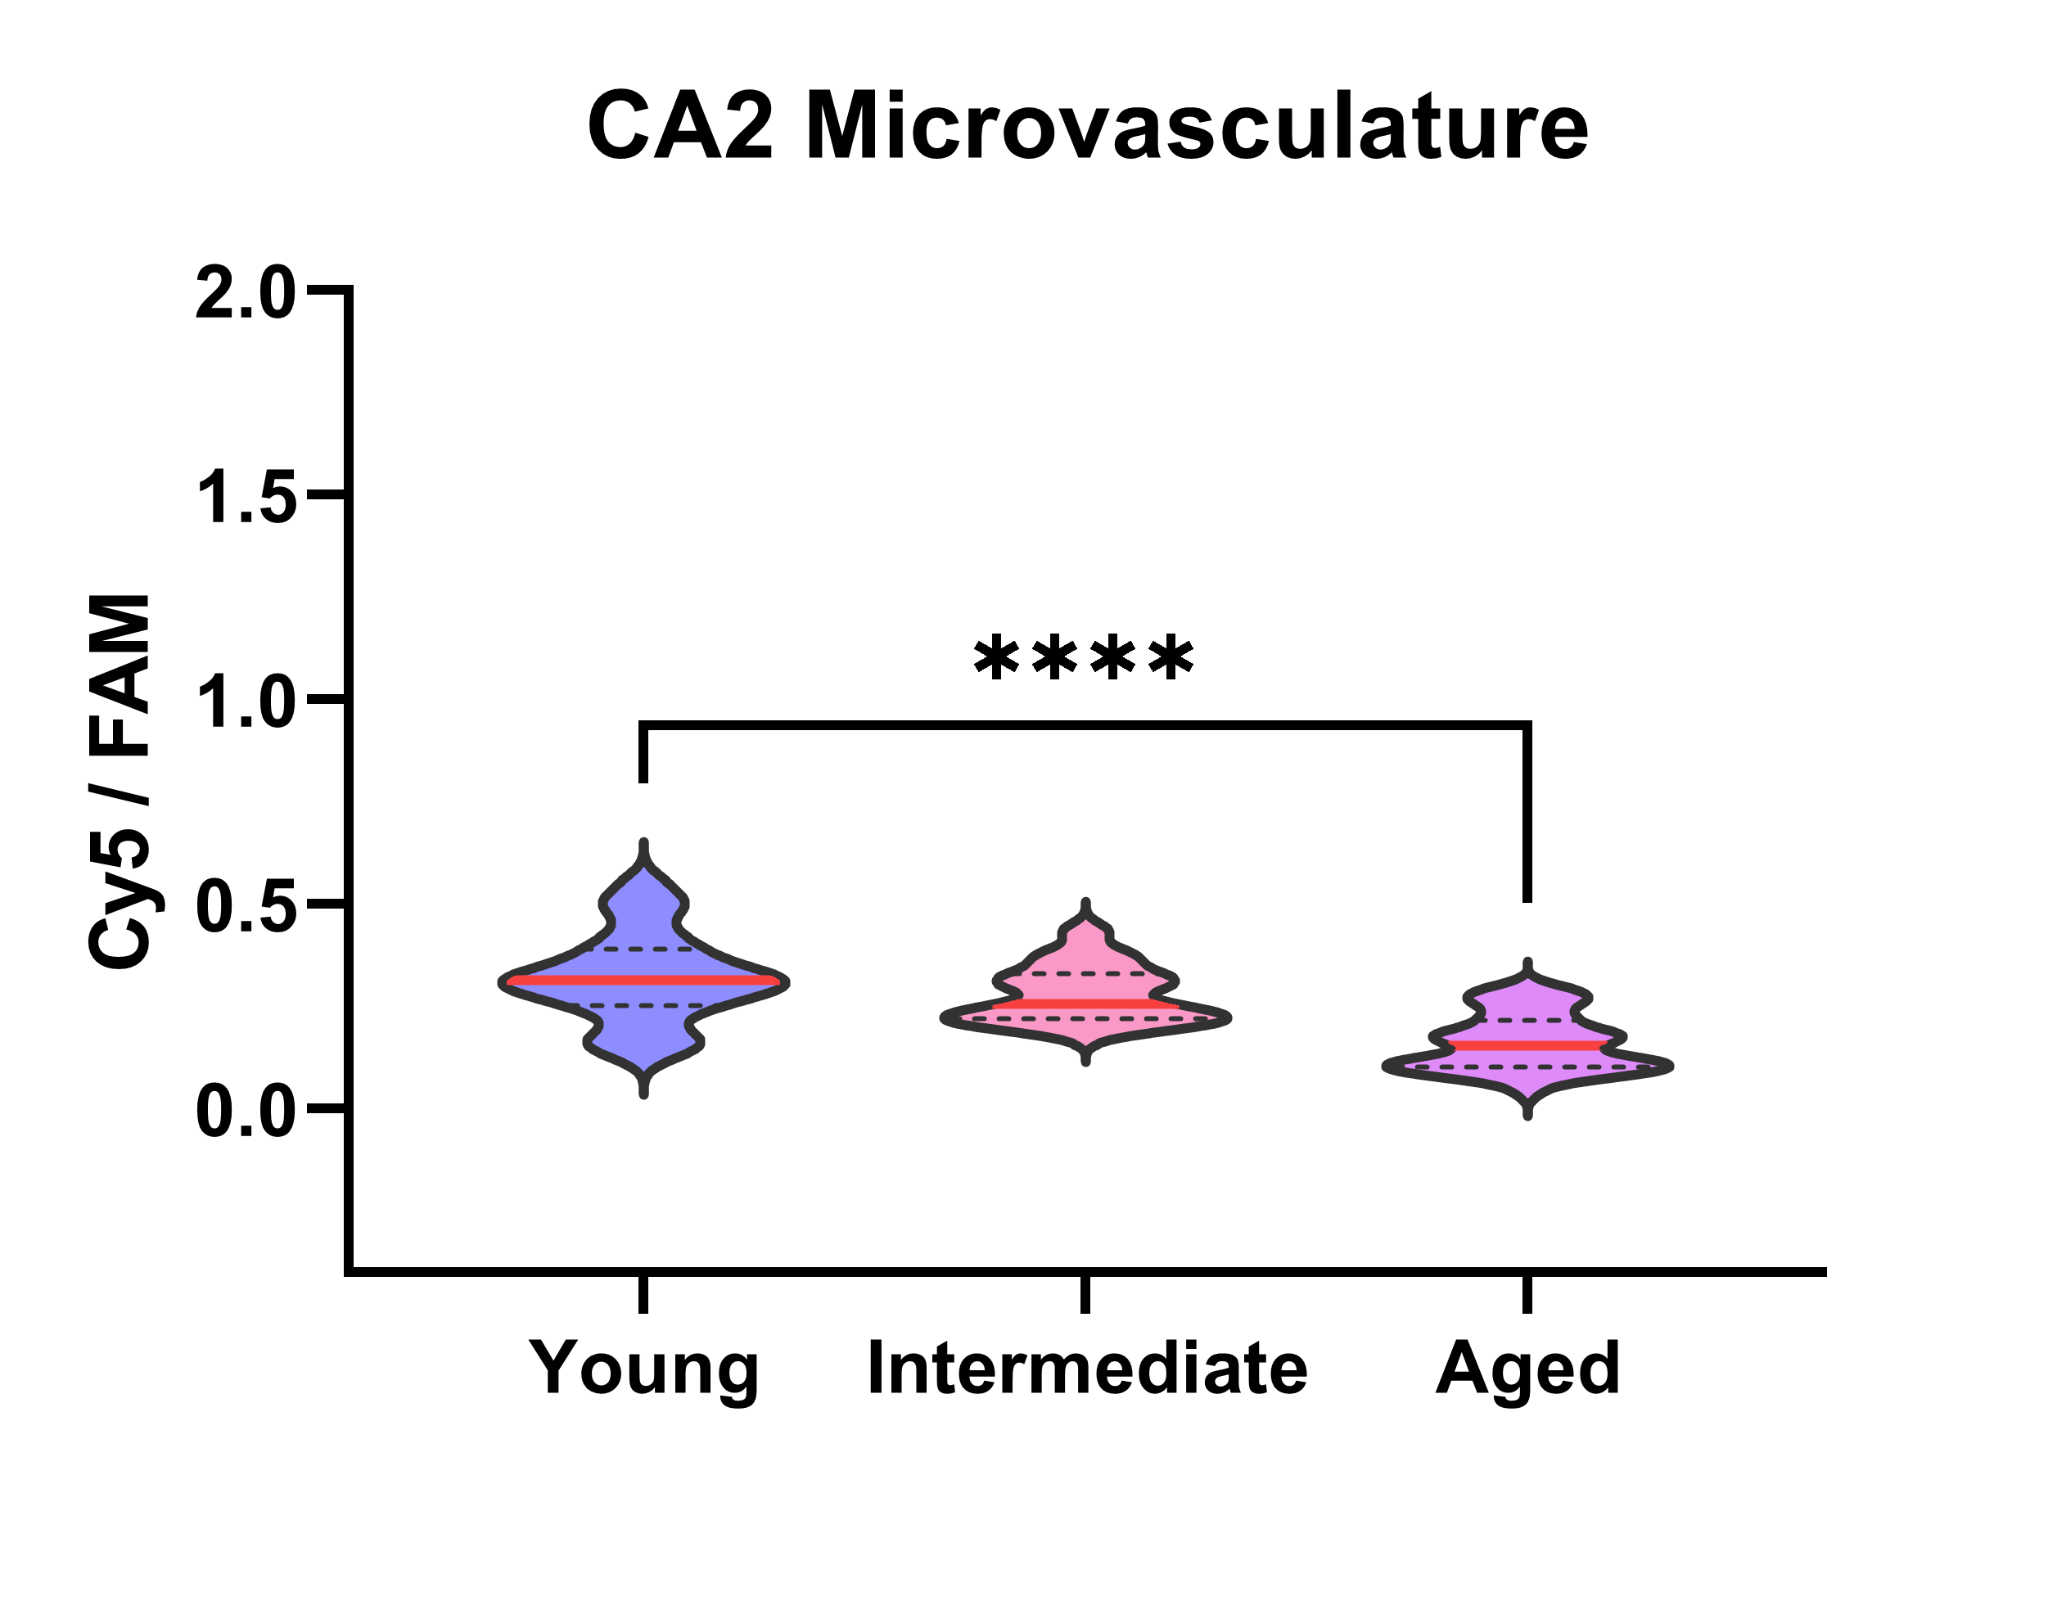 CA2 Microvasculature
2.0
1.5
1.0
0.5
0.0
Cy5 / FAM
****
Young
Intermediate
Aged